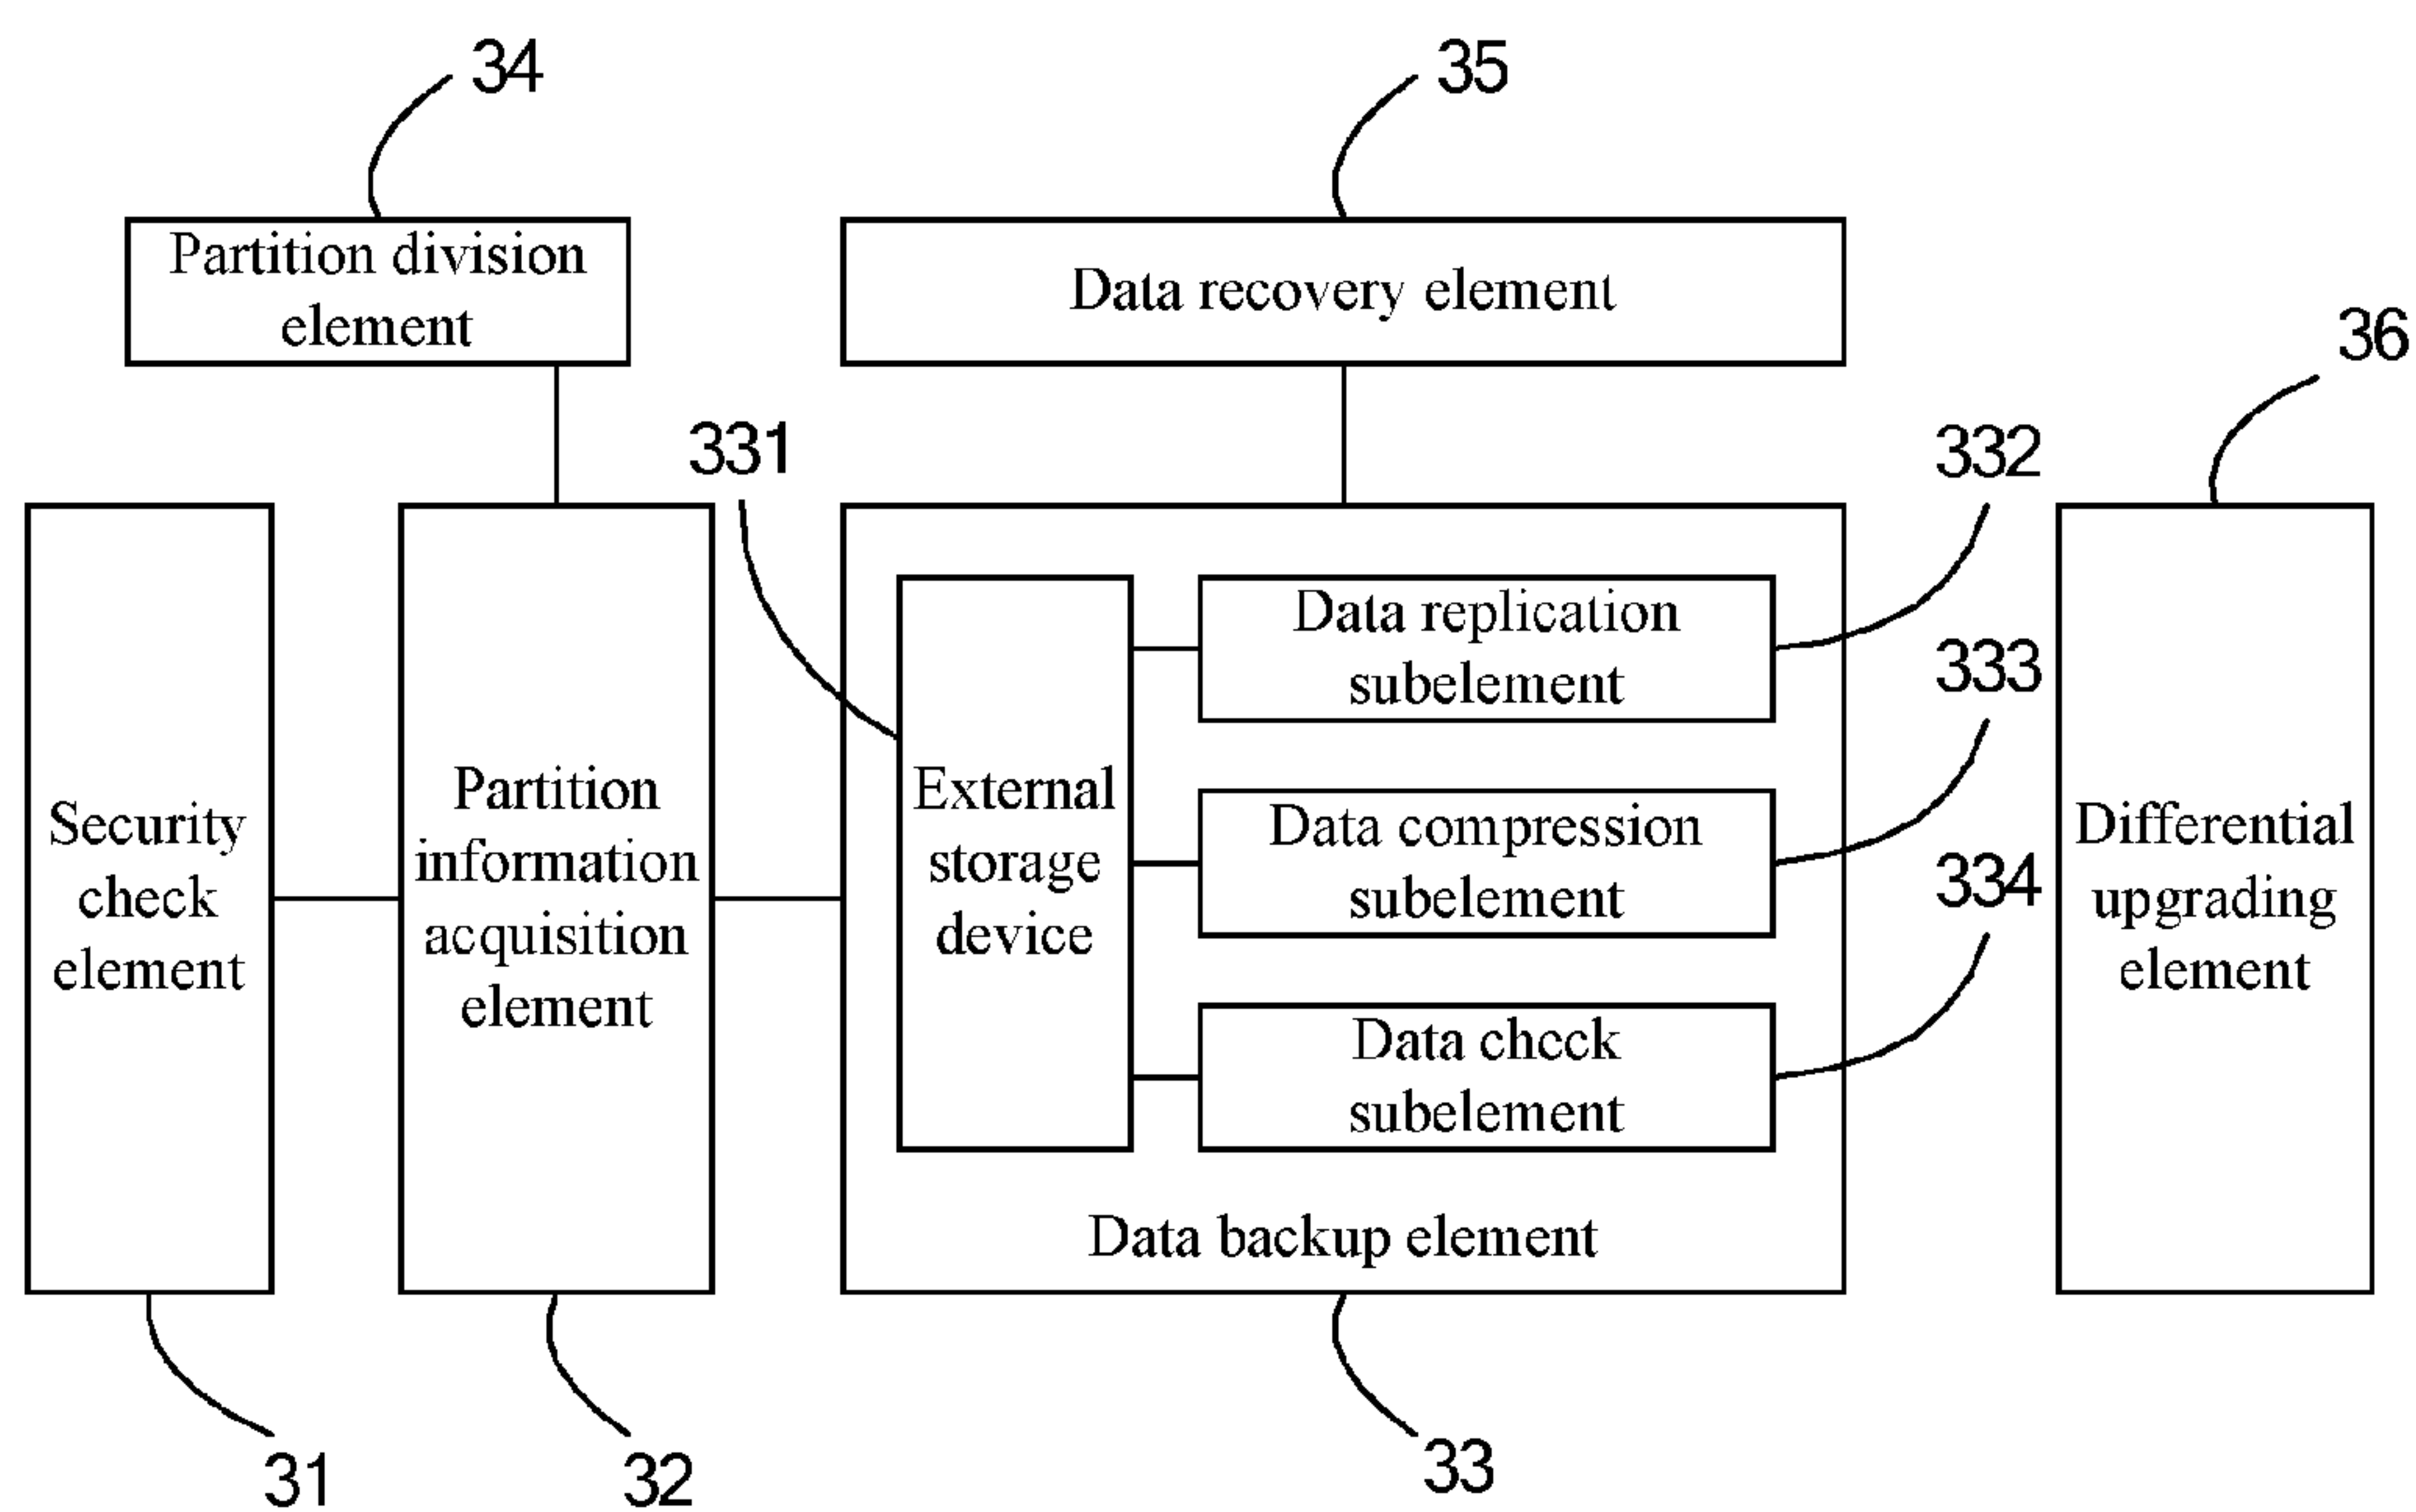 34
35
Partition division
element
Data recovery element
36
331
332
Data replication
subelement
333
External
storage
device
Data compression
subelement
334
Data check
subelement
Data backup element
Security
check
element
Partition
information
acquisition
element
Differential
upgrading
element
31
32
33